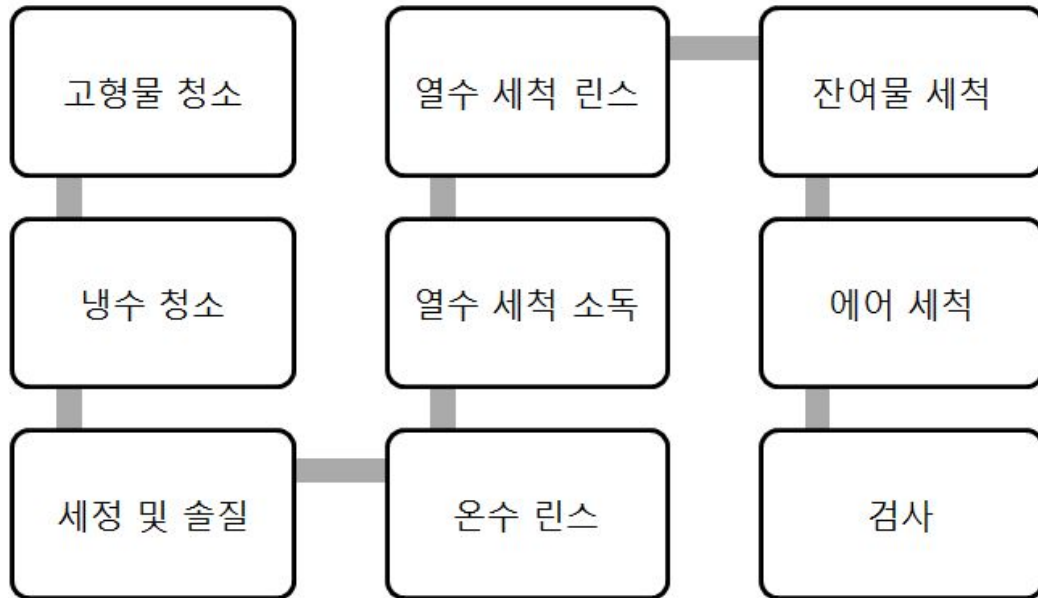 고형물 청소
냉수 청소
세정 및 솔질
온수 린스
열수 세척 소독
열수 세척 린스
잔여물 세척
에어 세척
검사